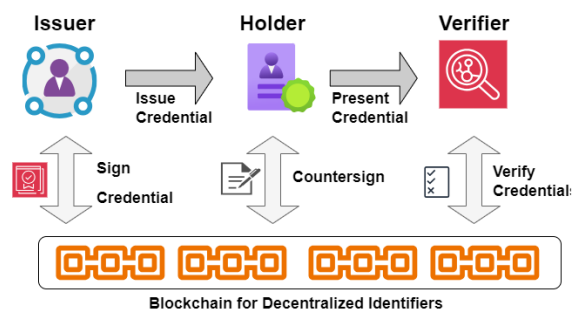 Issuer
Holder
Verifier
Issue
Credential
Present
Credential
Sign
Credential
Countersign
Verify
Credentials
Blockchain for Decentralized Identifiers